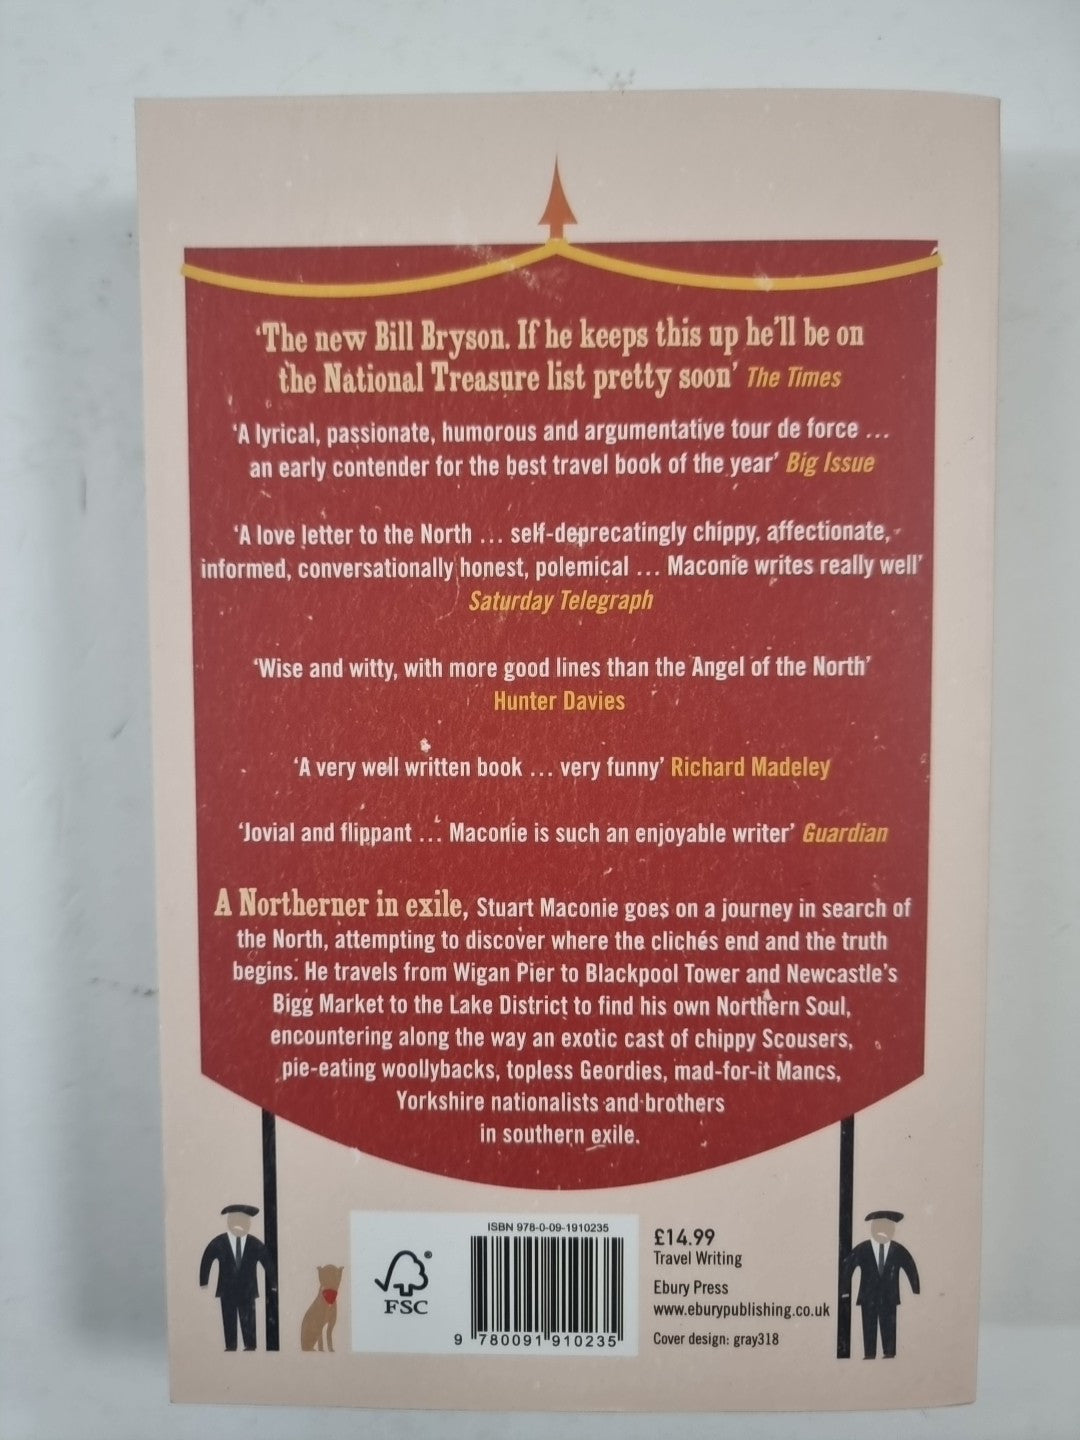 ‘The new Bill Bryson. If he keeps this up he’ll be on
the National Treasure list pretty soon’ The Times
‘A lyrical, passionate, humorous and argumentative tour de force ...
an early contender for the best travel book of the year’ Big Issue
‘A love letter to the North ... self-deprecatingly chippy, affectionate,
informed, conversationally honest, polemical ... Maconie writes really well’
Saturday Telegraph
‘Wise and witty, with more good lines than the Angel of the North’
Hunter Davies
‘A very well written book ... very funny’ Richard Madeley
‘Jovial and flippant ... Maconie is such an enjoyable writer’ Guardian
A Northerner in exile, Stuart Maconie goes on a journey in search of
the North, attempting to discover where the clichés end and the truth
begins. He travels from Wigan Pier to Blackpool Tower and Newcastle’s
Bigg Market to the Lake District to find his own Northern Soul,
encountering along the way an exotic cast of chippy Scousers,
pie-eating woollybacks, topless Geordies, mad-for-it Mancs,
Yorkshire nationalists and brothers
in southern exile.
ISBN 978-0-09-1910235
FSC
®
9 780091 910235
£14.99
Travel Writing
Ebury Press
www.eburypublishing.co.uk
Cover design: gray318